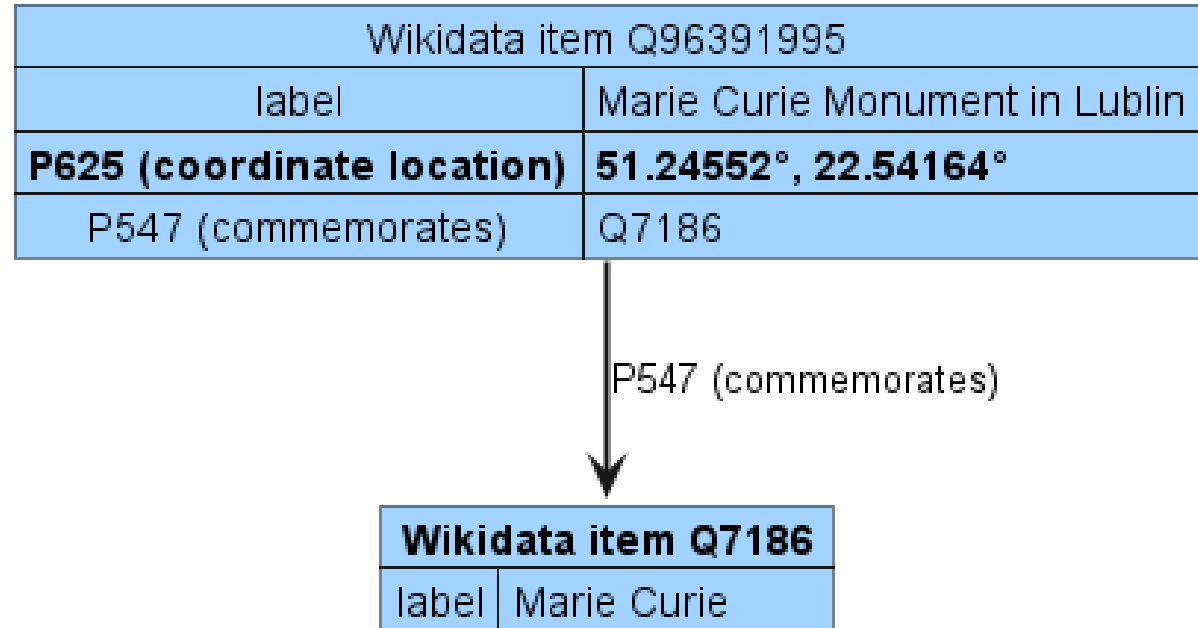 Wikidata item Q96391995
label Marie Curie Monument in Lublin
P625 (coordinate location) 51.24552°, 22.54164°
P547 (commemorates) Q7186
P547 (commemorates)
Wikidata item Q7186
label Marie Curie